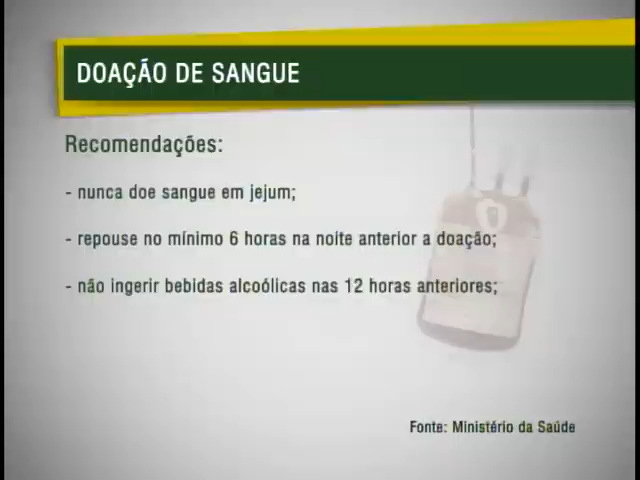 DOAÇÃO DE SANGUE
Recomendações:
- nunca doe sangue em jejum;
- repouse no mínimo 6 horas na noite anterior a doação;
- não ingerir bebidas alcoólicas nas 12 horas anteriores;
Fonte: Ministério da Saúde